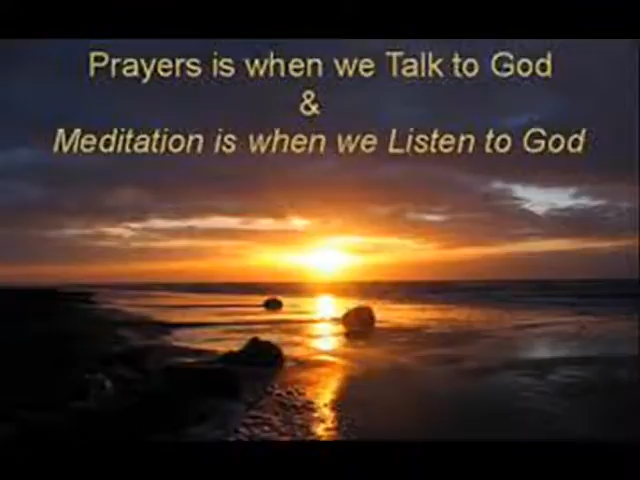 Prayers is when we Talk to God
&
Meditation is when we Listen to God